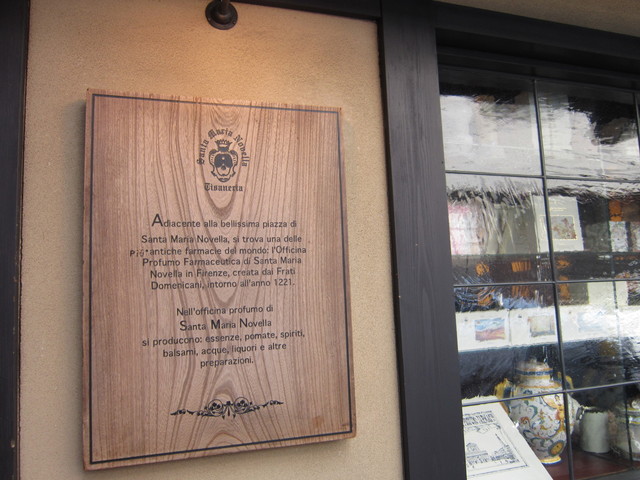 Santa Maria Novella
Tisaneria
Adiacente alla bellissima piazza di
Santa Maria Novella, si trova una delle
più antiche farmacie del mondo: l'Officina
Profumo Farmaceutica di Santa Maria
Novella in Firenze, creata dai Frati
Domenicani, intorno all'anno 1221.
Nell'officina profumo di
Santa Maria Novella
si producono: essenze, pomate, spiriti,
balsami, acque, liquori e altre
preparazioni.